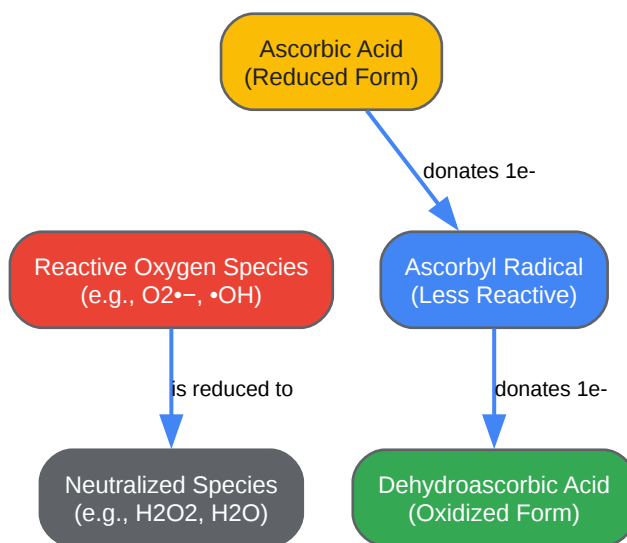 Ascorbic Acid
(Reduced Form)
donates 1e-
Reactive Oxygen Species
(e.g., O2•−, •OH)
Ascorbyl Radical
(Less Reactive)
is reduced to
donates 1e-
Neutralized Species
(e.g., H2O2, H2O)
Dehydroascorbic Acid
(Oxidized Form)